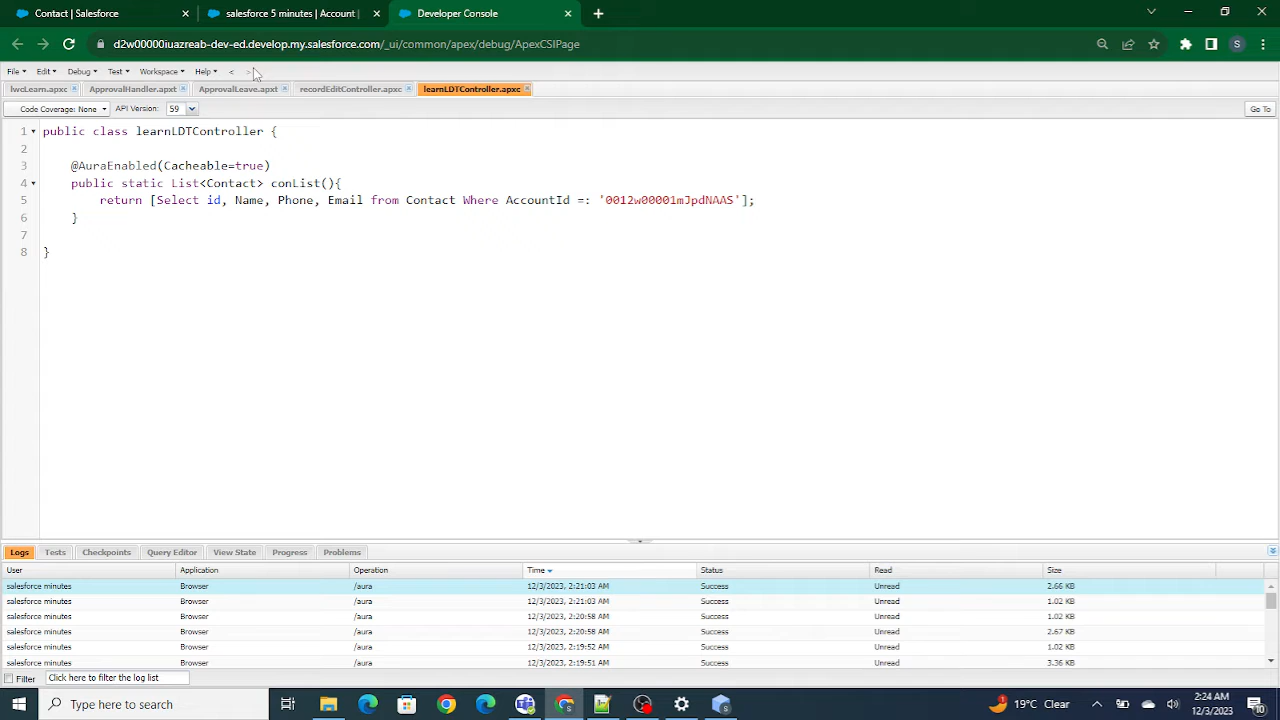 Contact | Salesforce
salesforce 5 minutes | Account |
Developer Console
d2w00000iuazreab-dev-ed.develop.my.salesforce.com/_ui/common/apex/debug/ApexCSIPage
S
File Edit Debug Test Workspace Help < >
lwcLearn.apxc ApprovalHandler.apxt ApprovalLeave.apxt recordEditController.apxc learnLDTController.apxc
Code Coverage: None API Version: 59 Go To
1 public class learnLDTController {
2
3 @AuraEnabled(Cacheable=true)
4 public static List<Contact> conList(){
5 return [Select id, Name, Phone, Email from Contact Where AccountId =: '0012w00001mJpdNAAS'];
6 }
7
8 }
Logs Tests Checkpoints Query Editor View State Progress Problems
User Application Operation Time Status Read Size
salesforce minutes Browser /aura 12/3/2023, 2:21:03 AM Success Unread 2.66 KB
salesforce minutes Browser /aura 12/3/2023, 2:21:03 AM Success Unread 1.02 KB
salesforce minutes Browser /aura 12/3/2023, 2:20:58 AM Success Unread 1.02 KB
salesforce minutes Browser /aura 12/3/2023, 2:20:58 AM Success Unread 2.67 KB
salesforce minutes Browser /aura 12/3/2023, 2:19:52 AM Success Unread 1.02 KB
salesforce minutes Browser /aura 12/3/2023, 2:19:51 AM Success Unread 3.36 KB
Filter Click here to filter the log list
Type here to search
1 19°C Clear
2:24 AM
12/3/2023
10